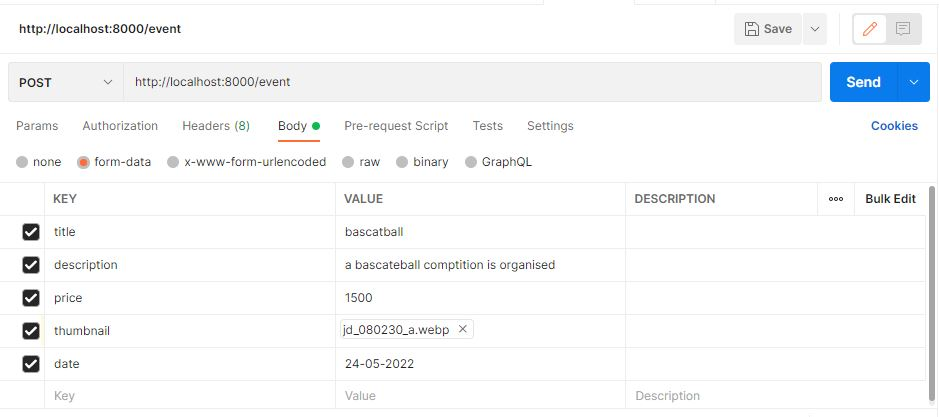 http://localhost:8000/event
Save
POST
http://localhost:8000/event
Send
Params Authorization Headers (8) Body Pre-request Script Tests Settings Cookies
none form-data x-www-form-urlencoded raw binary GraphQL
KEY VALUE DESCRIPTION ooo Bulk Edit
title bascatball
description a bascateball comptition is organised
price 1500
thumbnail jd_080230_a.webp ×
date 24-05-2022
Key Value Description